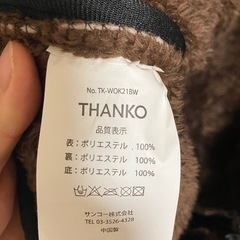 No. TK-WOK21BW
THANKO
品質表示
表：ポリエステル 100%
裏：ポリエステル 100%
底：ポリエステル 100%
サンコー株式会社
TEL 03-3526-4328
中国製